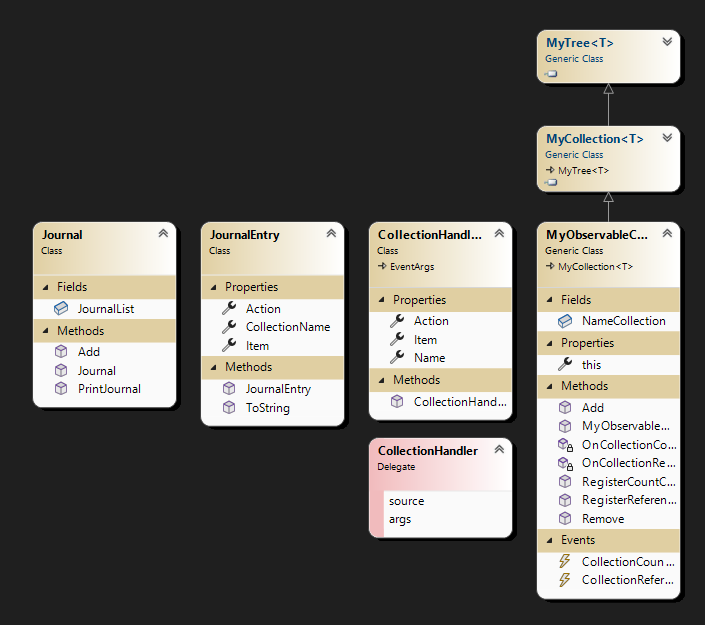 MyTree<T>
Generic Class
MyCollection<T>
Generic Class
MyTree<T>
Journal
Class
Fields
JournalList
Methods
Add
Journal
PrintJournal
JournalEntry
Class
Properties
Action
CollectionName
Item
Methods
JournalEntry
ToString
CollectionHandl...
Class
EventArgs
Properties
Action
Item
Name
Methods
CollectionHand...
CollectionHandler
Delegate
source
args
MyObservableC...
Generic Class
MyCollection<T>
Fields
NameCollection
Properties
this
Methods
Add
MyObservable...
OnCollectionCo...
OnCollectionRe...
RegisterCountC...
RegisterReferen...
Remove
Events
CollectionCoun...
CollectionRefer...